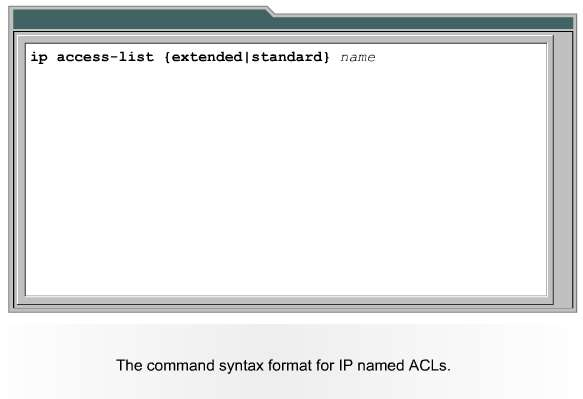 ip access-list {extended|standard} name
The command syntax format for IP named ACLs.